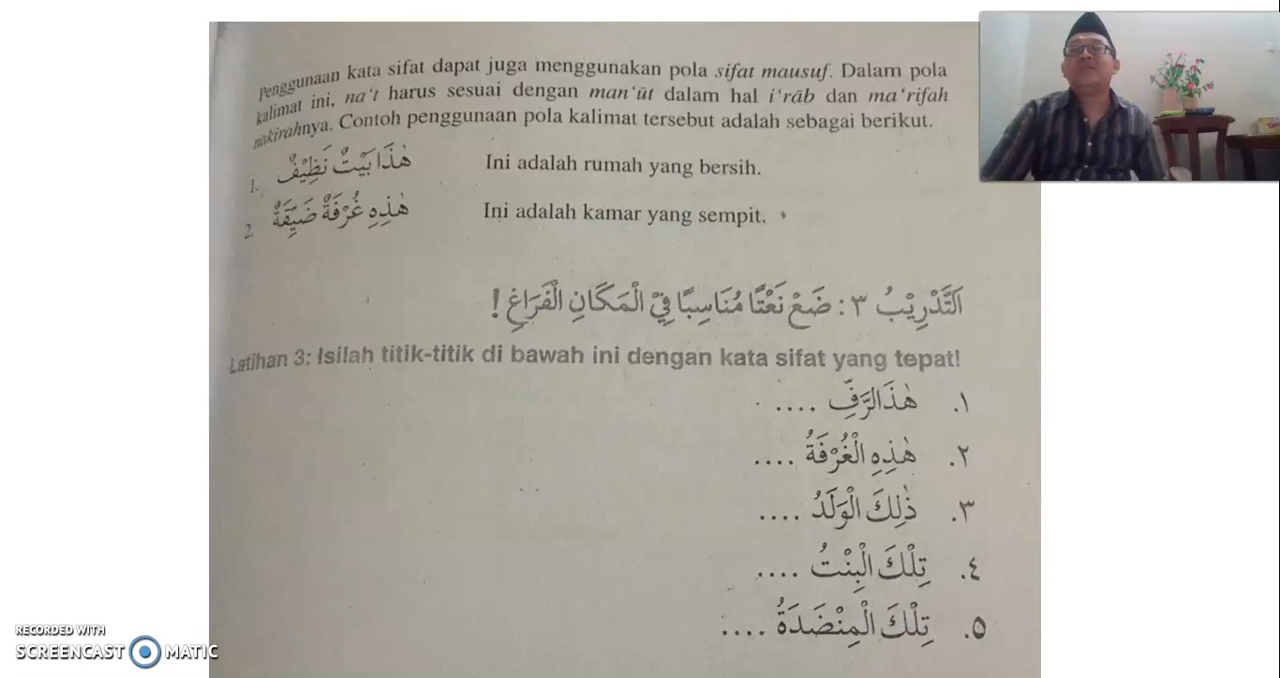 Penggunaan kata sifat dapat juga menggunakan pola sifat mausuf. Dalam pola
kalimat ini, na‘t harus sesuai dengan man‘ūt dalam hal i‘rāb dan ma‘rifah
nakirahnya. Contoh penggunaan pola kalimat tersebut adalah sebagai berikut.
1. هٰذَا بَيْتٌ نَظِيْفٌ Ini adalah rumah yang bersih.
2. هٰذِهِ غُرْفَةٌ ضَيِّقَةٌ Ini adalah kamar yang sempit.
اَلتَّدْرِيْبُ ٣ : ضَعْ نَعْتًا مُنَاسِبًا فِيْ الْمَكَانِ الْفَرَاغِ !
Latihan 3: Isilah titik-titik di bawah ini dengan kata sifat yang tepat!
١. هٰذَا الرَّفِّ ....
٢. هٰذِهِ الْغُرْفَةُ ....
٣. ذٰلِكَ الْوَلَدُ ....
٤. تِلْكَ الْبِنْتُ ....
٥. تِلْكَ الْمِنْضَدَةُ ....
RECORDED WITH
SCREENCAST MATIC